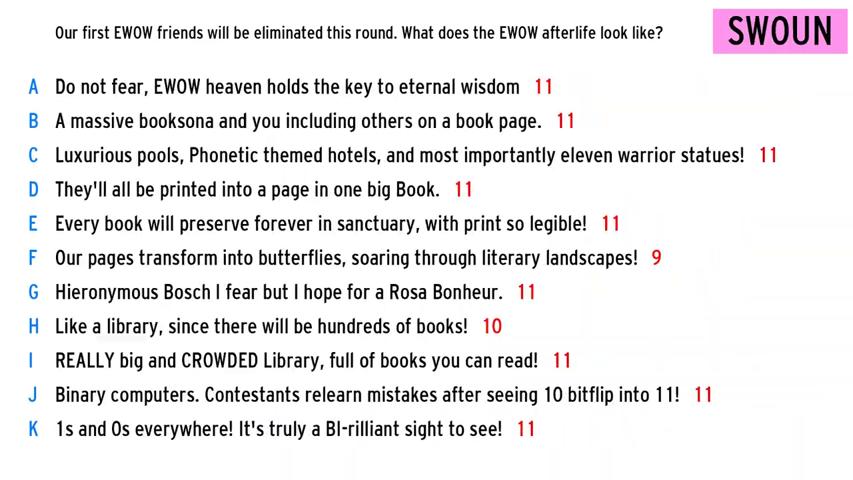 Our first EWOW friends will be eliminated this round. What does the EWOW afterlife look like?
SWOUN
A Do not fear, EWOW heaven holds the key to eternal wisdom 11
B A massive booksona and you including others on a book page. 11
C Luxurious pools, Phonetic themed hotels, and most importantly eleven warrior statues! 11
D They'll all be printed into a page in one big Book. 11
E Every book will preserve forever in sanctuary, with print so legible! 11
F Our pages transform into butterflies, soaring through literary landscapes! 9
G Hieronymous Bosch I fear but I hope for a Rosa Bonheur. 11
H Like a library, since there will be hundreds of books! 10
I REALLY big and CROWDED Library, full of books you can read! 11
J Binary computers. Contestants relearn mistakes after seeing 10 bitflip into 11! 11
K 1s and 0s everywhere! It's truly a BI-rilliant sight to see! 11